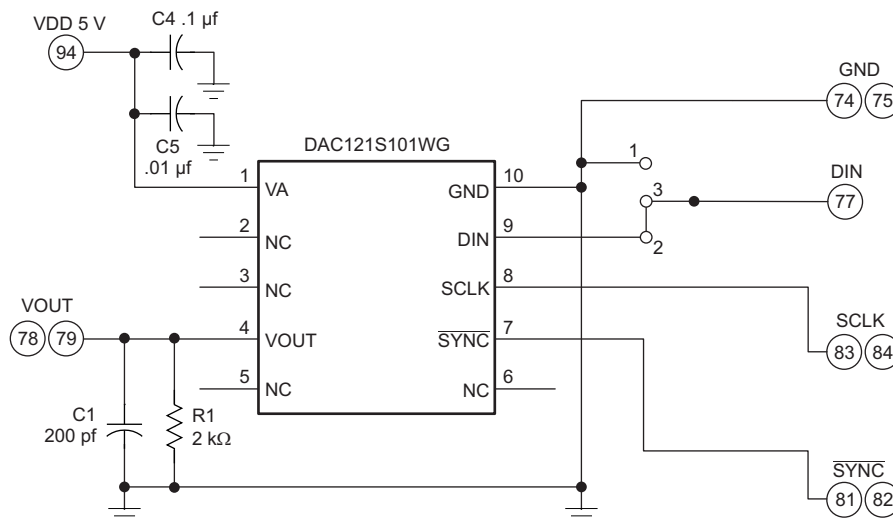 VDD 5 V
94
C4 .1 µf
C5
.01 µf
DAC121S101WG
1
VA
2
NC
3
NC
4
VOUT
5
NC
10
GND
9
DIN
8
SCLK
7
SYNC
6
NC
VOUT
78 79
C1
200 pf
R1
2 kΩ
1
3
2
GND
74 75
DIN
77
SCLK
83 84
SYNC
81 82